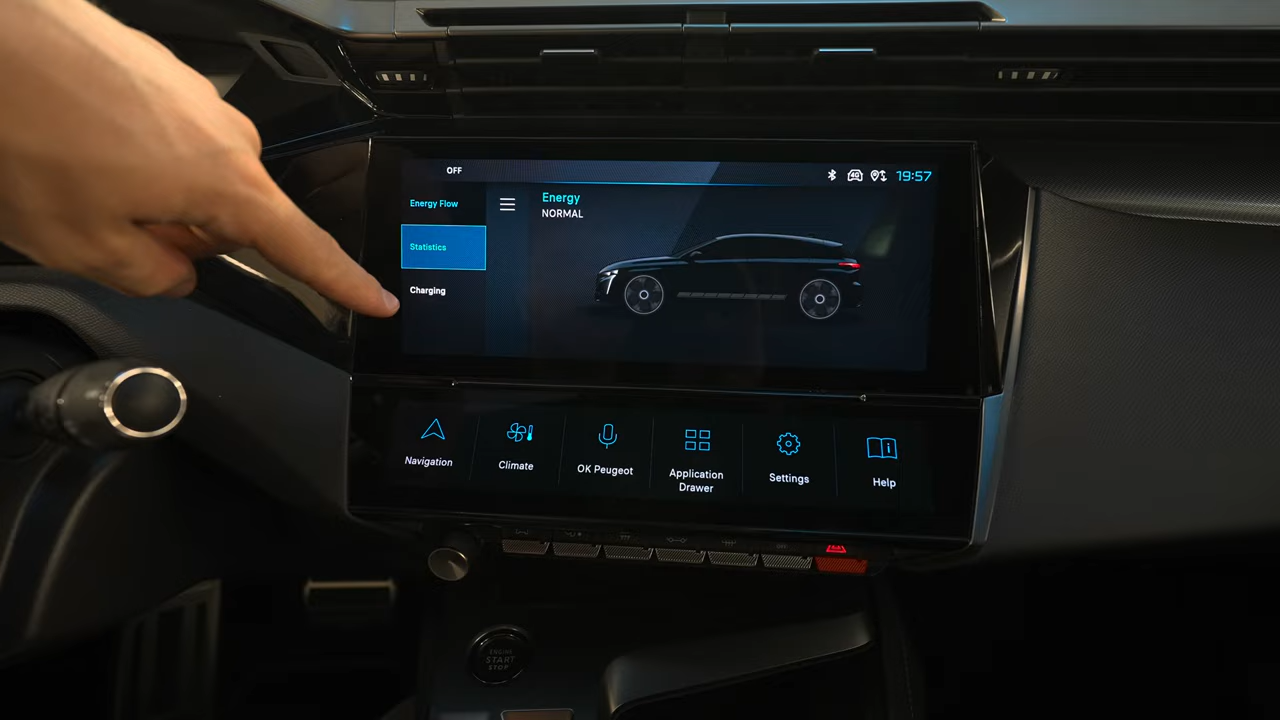 OFF
19:57
Energy Flow
Energy
NORMAL
Statistics
Charging
Navigation
Climate
OK Peugeot
Application
Drawer
Settings
Help
ENGINE
START
STOP